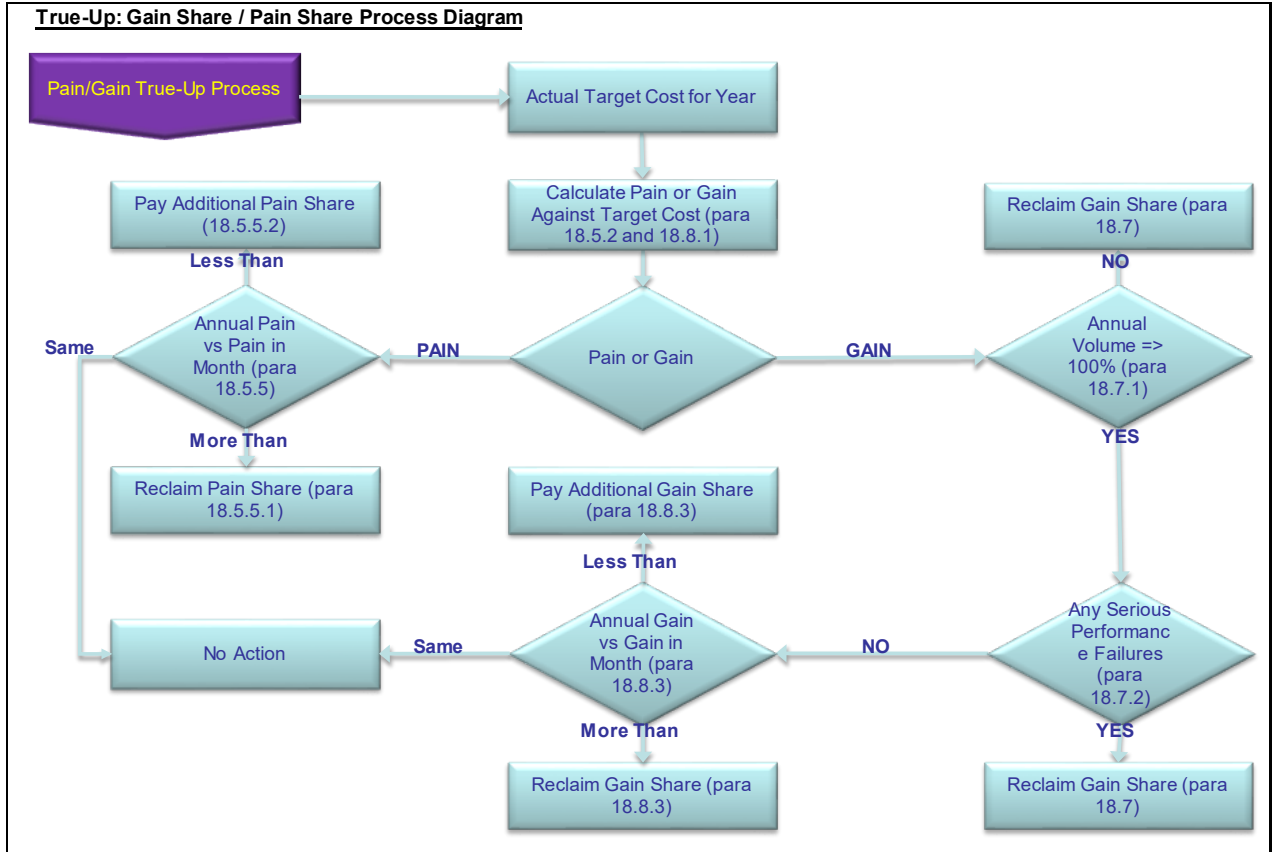 True-Up: Gain Share / Pain Share Process Diagram
Pain/Gain True-Up Process
Actual Target Cost for Year
Pay Additional Pain Share
(18.5.5.2)
Calculate Pain or Gain
Against Target Cost (para
18.5.2 and 18.8.1)
Reclaim Gain Share (para
18.7)
Less Than
NO
Same
Annual Pain
vs Pain in
Month (para
18.5.5)
PAIN
Pain or Gain
GAIN
Annual
Volume =>
100% (para
18.7.1)
More Than
YES
Reclaim Pain Share (para
18.5.5.1)
Pay Additional Gain Share
(para 18.8.3)
Less Than
No Action
Same
Annual Gain
vs Gain in
Month (para
18.8.3)
NO
Any Serious
Performanc
e Failures
(para
18.7.2)
More Than
YES
Reclaim Gain Share (para
18.8.3)
Reclaim Gain Share (para
18.7)